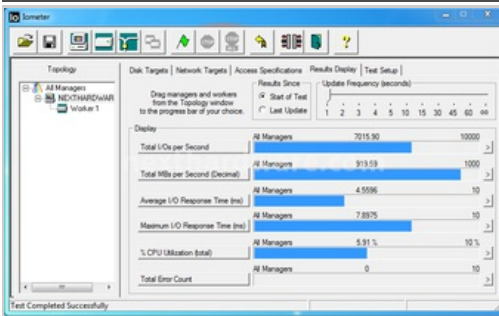 Iometer
Topology
All Managers
NEXTHARDWAR
Worker 1
Disk Targets Network Targets Access Specifications Results Display Test Setup
Drag managers and workers
from the Topology window
to the progress bar of your choice.
Results Since
Start of Test
Last Update
Update Frequency (seconds)
1 2 3 4 5 10 15 30 45 60 ∞
Display
All Managers 7015.90 10000
Total I/Os per Second
All Managers 919.59 1000
Total MBs per Second (Decimal)
All Managers 4.5596 10
Average I/O Response Time (ms)
All Managers 7.8975 10
Maximum I/O Response Time (ms)
All Managers 5.91 % 10 %
% CPU Utilization (total)
All Managers 0 10
Total Error Count
Test Completed Successfully